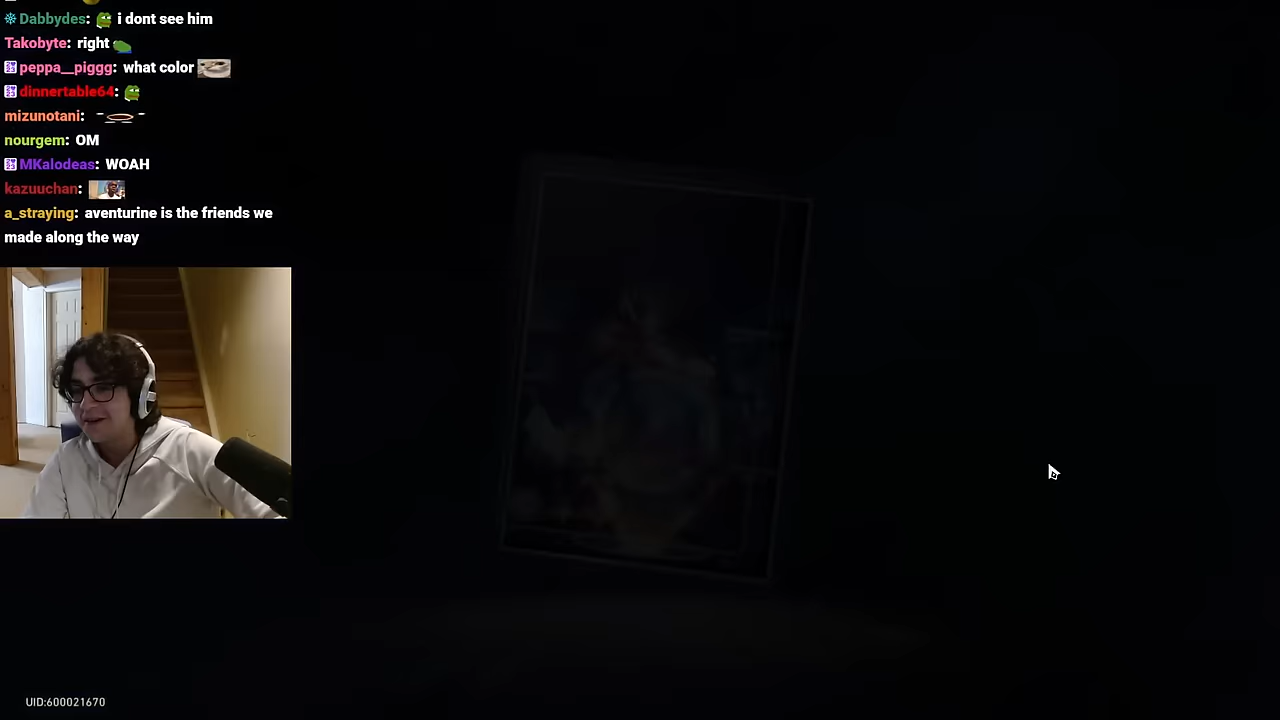 Dabbydes: i dont see him
Takobyte: right
peppa__piggg: what color
dinnertable64:
mizunotani:
nourgem: OM
MKalodeas: WOAH
kazuuchan:
a_straying: aventurine is the friends we
made along the way
UID:600021670